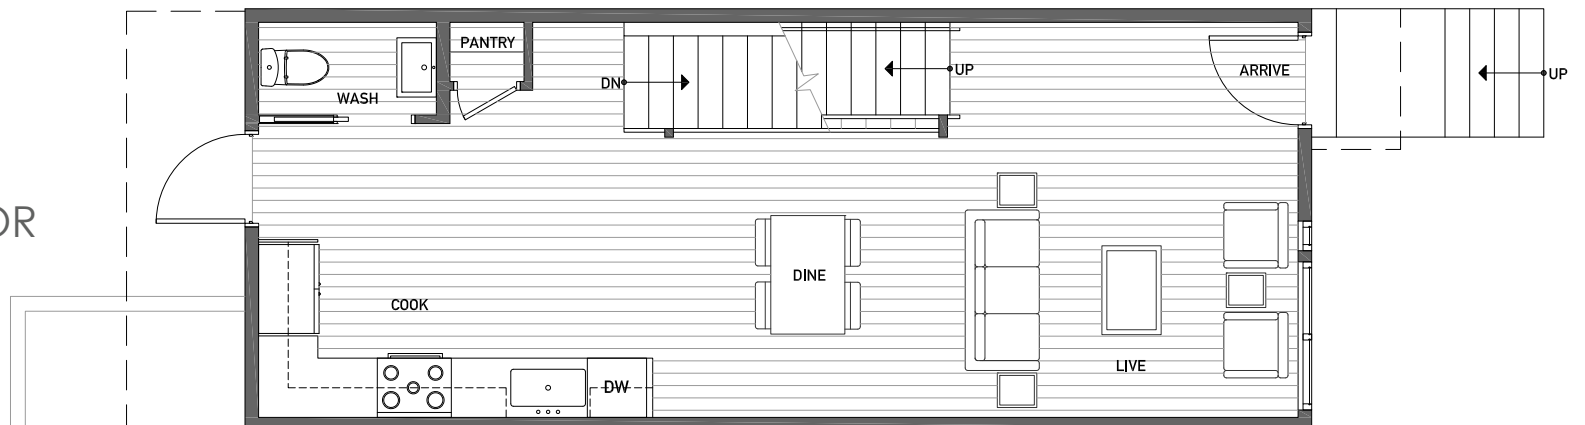 PANTRY
WASH
DN
UP
ARRIVE
UP
OR
COOK
DINE
LIVE
DW